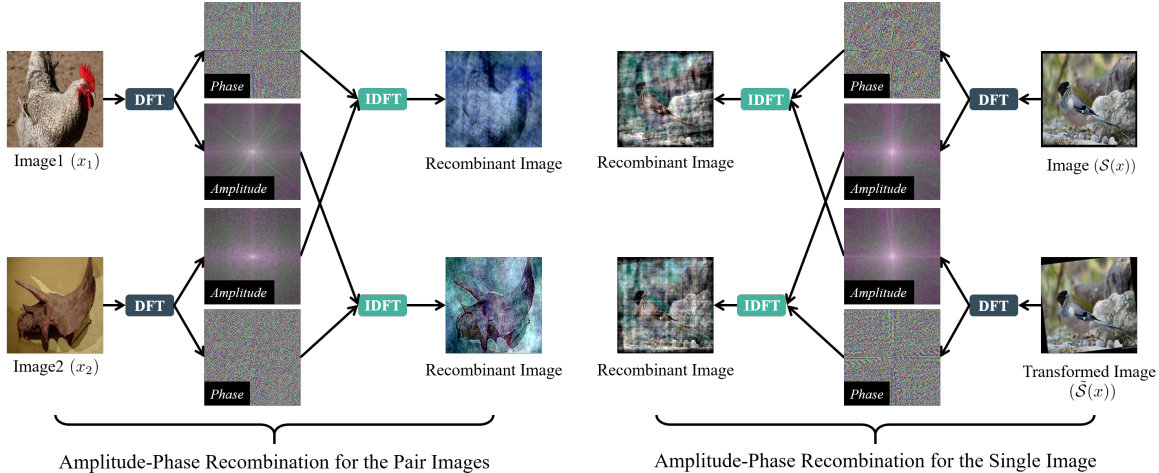 Phase
DFT
IDFT
Image1 (x₁)
Amplitude
Recombinant Image
Amplitude
DFT
IDFT
Image2 (x₂)
Phase
Recombinant Image
Amplitude-Phase Recombination for the Pair Images
Phase
IDFT
DFT
Recombinant Image
Amplitude
Image (𝒮(x))
Amplitude
IDFT
DFT
Recombinant Image
Phase
Transformed Image
(𝒮̃(x))
Amplitude-Phase Recombination for the Single Image